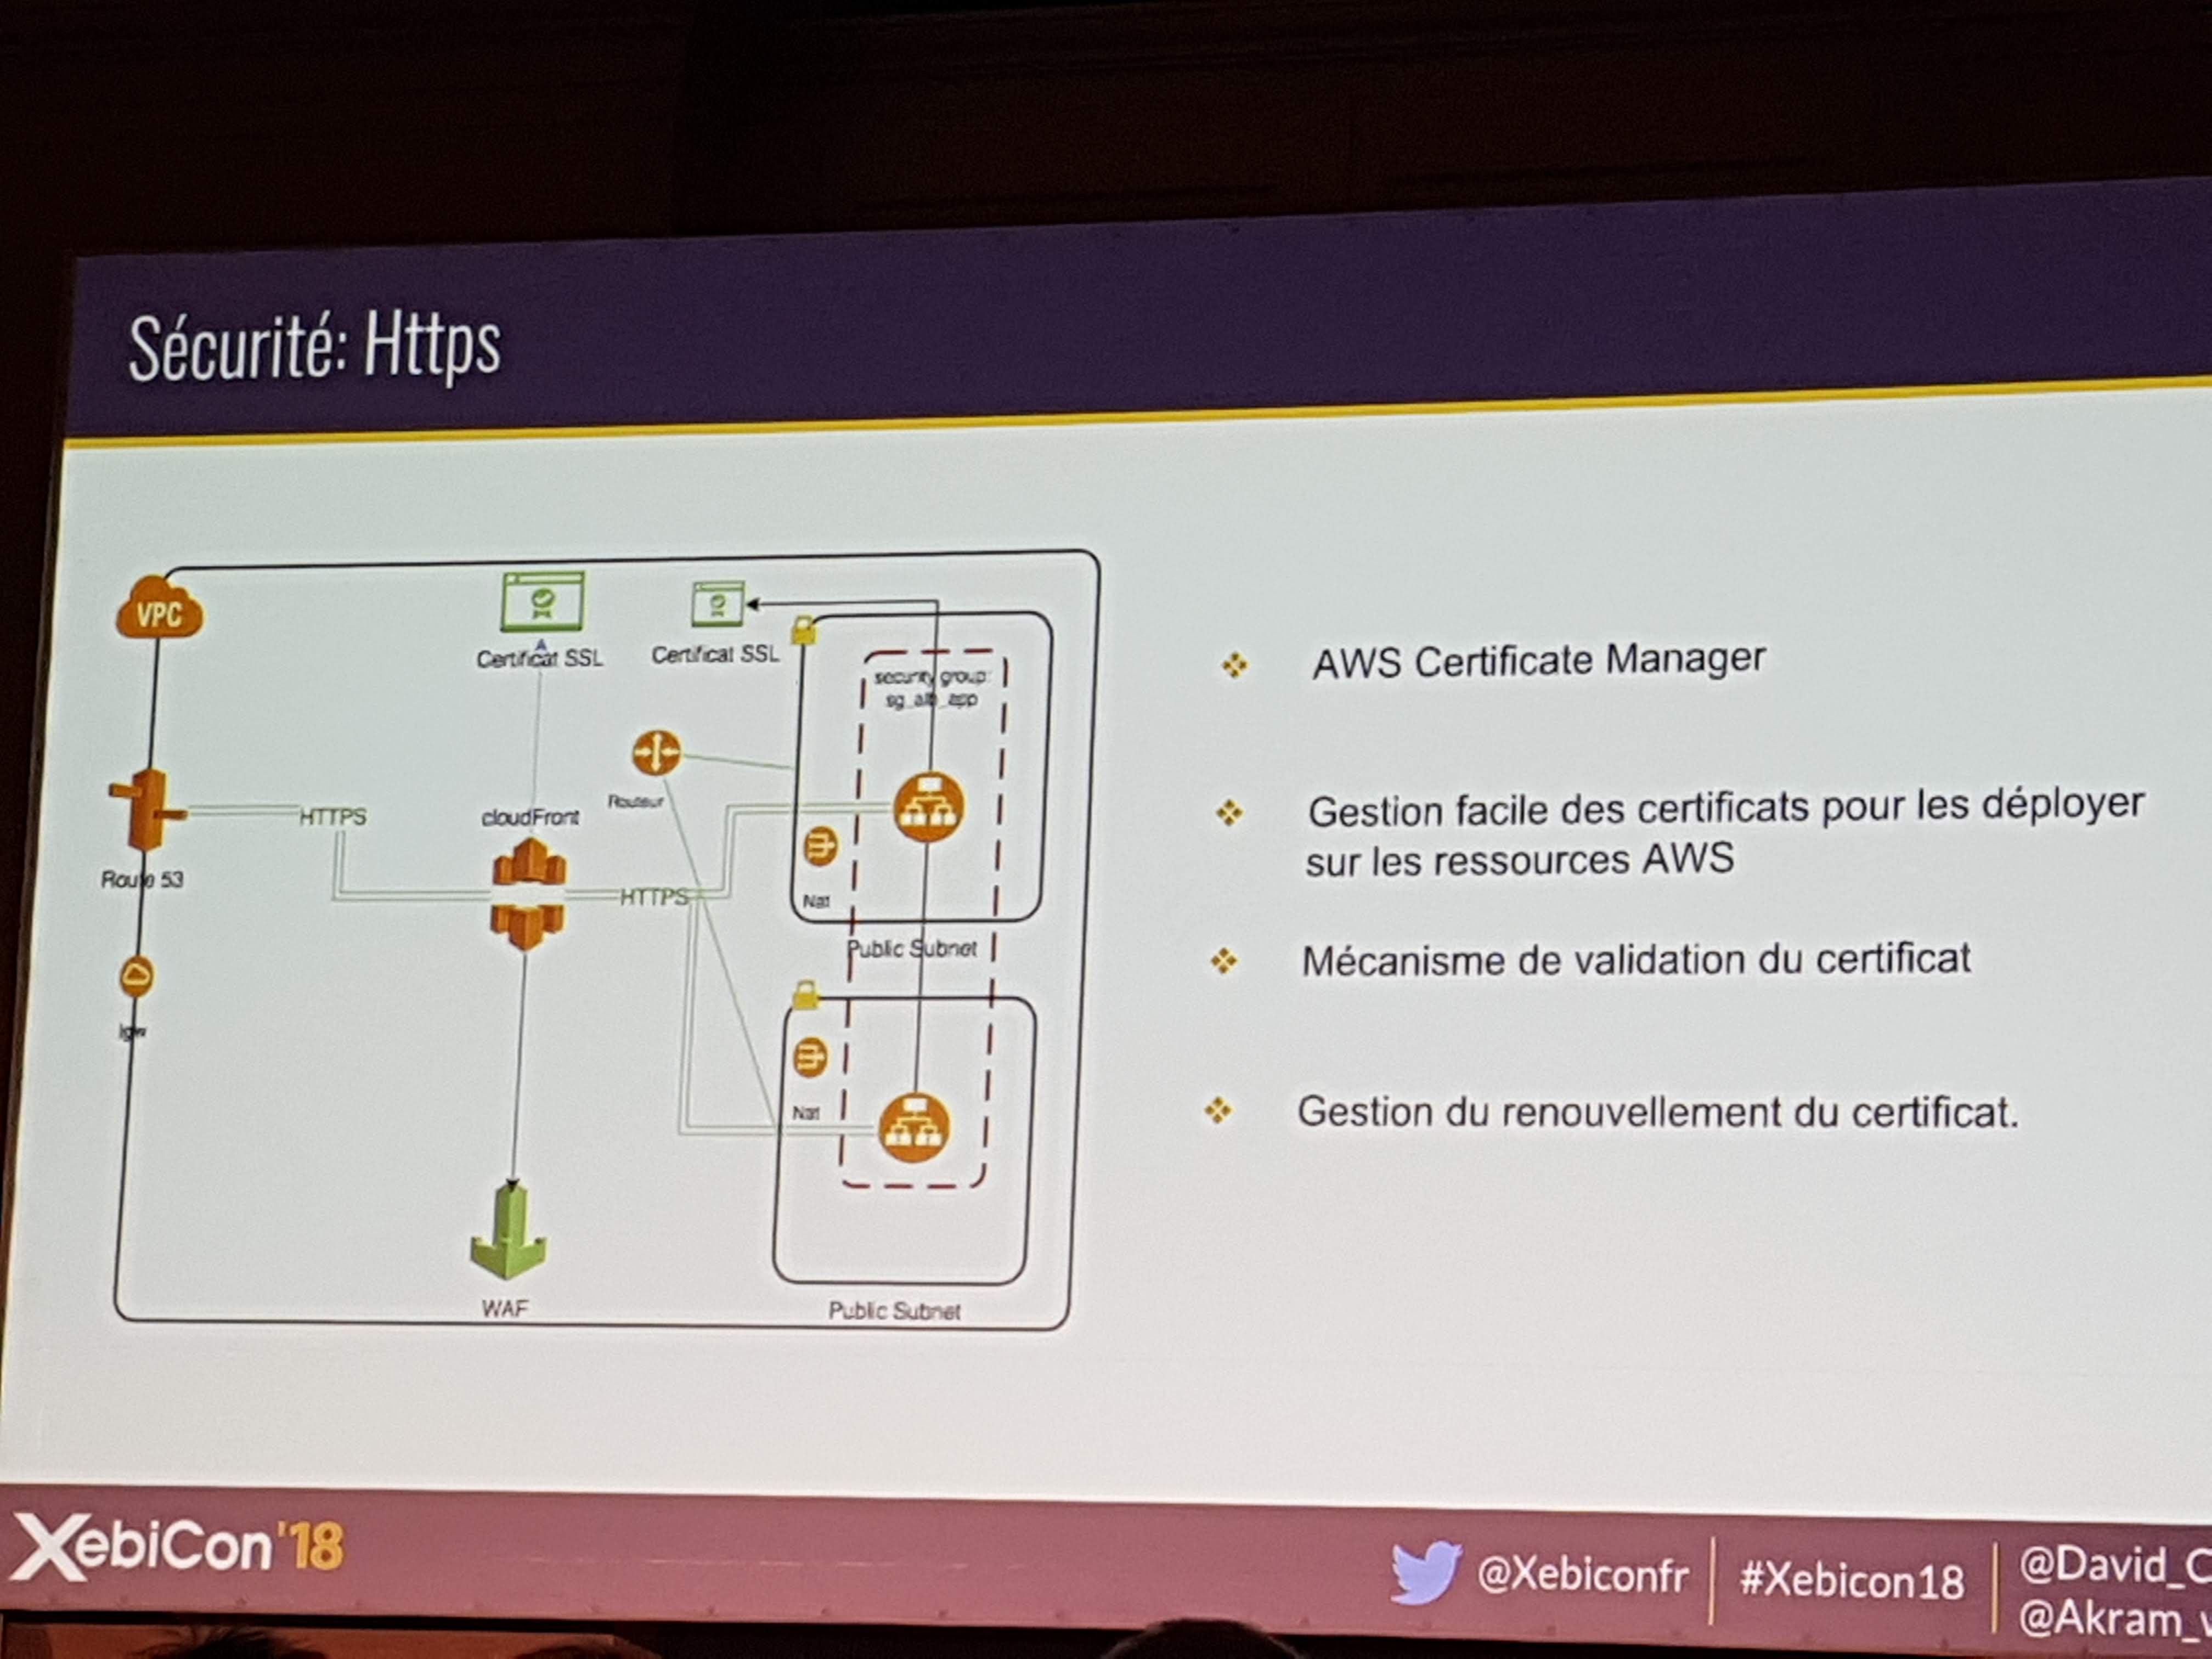 Sécurité: Https
VPC
Certificat SSL
Certificat SSL
security group:
sg_alb_app
Routeur
HTTPS
cloudFront
Route 53
HTTPS
Nat
Public Subnet
Igw
Nat
WAF
Public Subnet
AWS Certificate Manager
Gestion facile des certificats pour les déployer
sur les ressources AWS
Mécanisme de validation du certificat
Gestion du renouvellement du certificat.
XebiCon'18
@Xebiconfr
#Xebicon18
@David_C
@Akram_